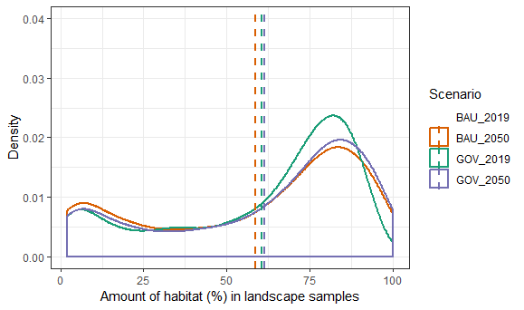 0.04
0.03
0.02
0.01
0.00
Density
0 25 50 75 100
Amount of habitat (%) in landscape samples
Scenario
BAU_2019
BAU_2050
GOV_2019
GOV_2050